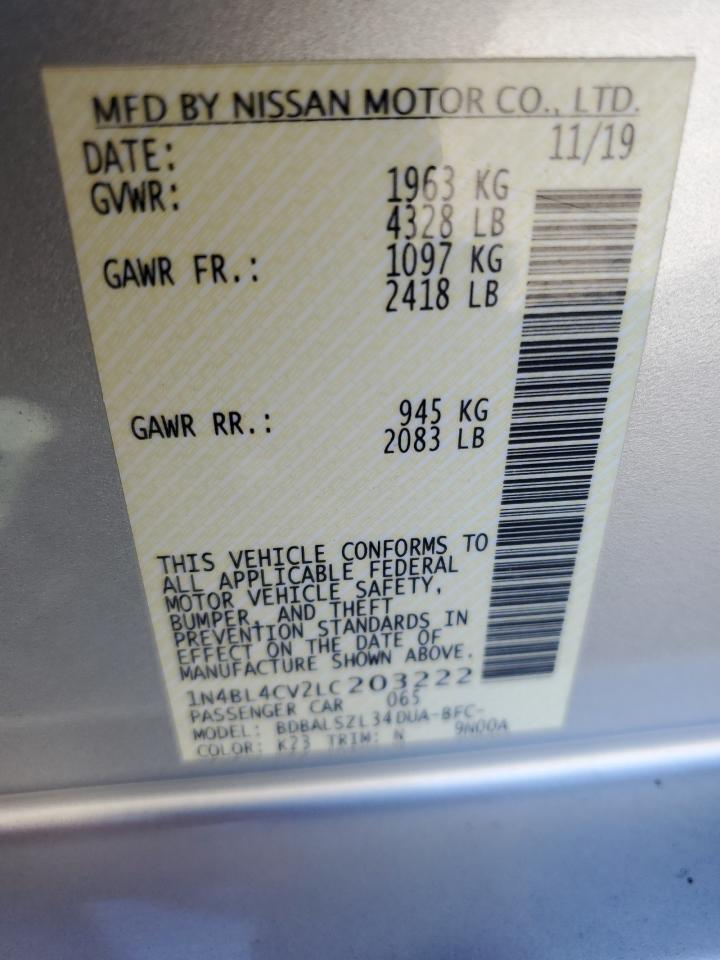 MFD BY NISSAN MOTOR CO., LTD.
DATE: 11/19
GVWR: 1963 KG
4328 LB
GAWR FR.: 1097 KG
2418 LB
GAWR RR.: 945 KG
2083 LB
THIS VEHICLE CONFORMS TO
ALL APPLICABLE FEDERAL
MOTOR VEHICLE SAFETY,
BUMPER, AND THEFT
PREVENTION STANDARDS IN
EFFECT ON THE DATE OF
MANUFACTURE SHOWN ABOVE.
1N4BL4CV2LC203222
PASSENGER CAR 065
MODEL: BDBALSZL34DUA-BFC-
9N00A
COLOR: K23 TRIM: N